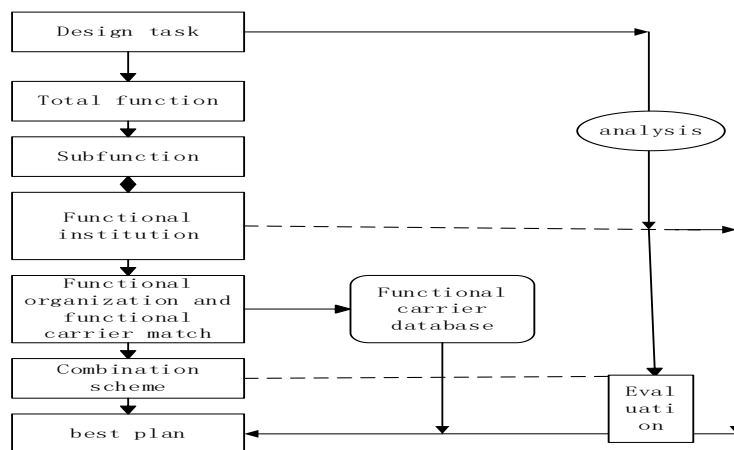 Design task
Total function
analysis
Subfunction
Functional
institution
Functional
organization and
functional
carrier match
Functional
carrier
database
Combination
scheme
Eval
uati
on
best plan